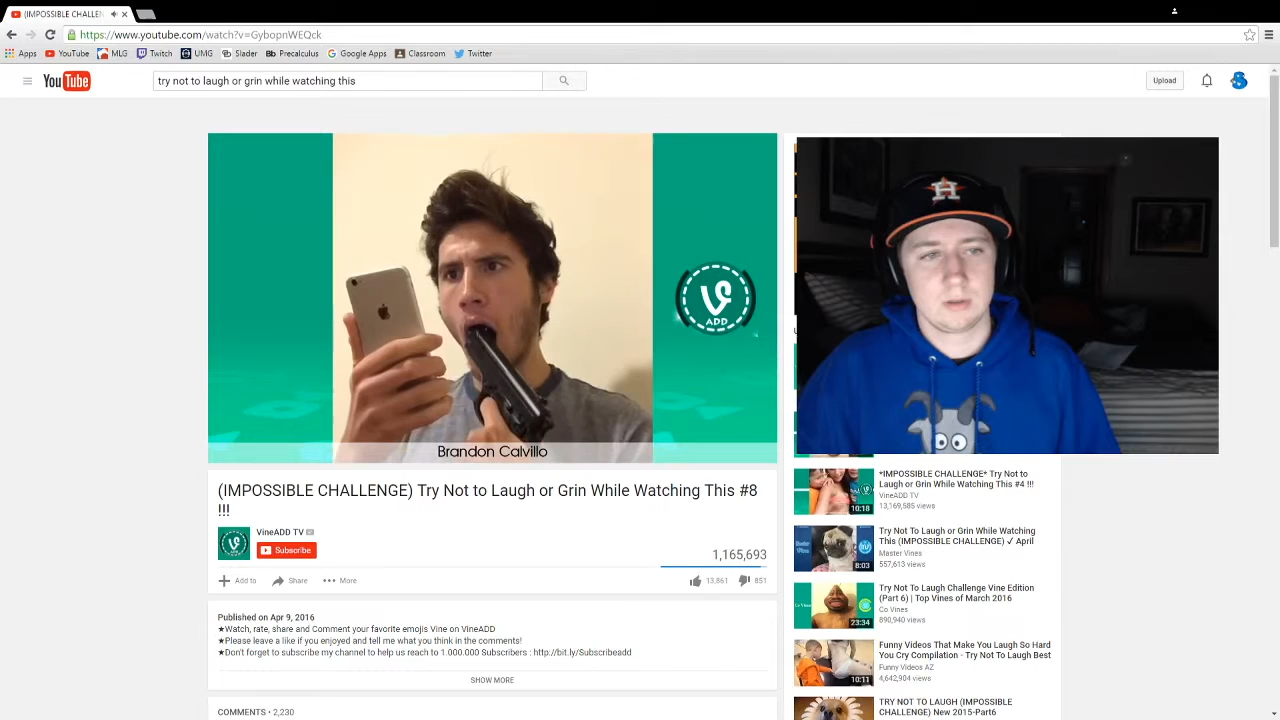 (IMPOSSIBLE CHALLEN
https://www.youtube.com/watch?v=GybopnWEQck
Apps YouTube MLG Twitch UMG Slader Bb Precalculus Google Apps Classroom Twitter
YouTube
try not to laugh or grin while watching this
Upload
H
ADD
Brandon Calvillo
(IMPOSSIBLE CHALLENGE) Try Not to Laugh or Grin While Watching This #8
!!!
VineADD TV
Subscribe
1,165,693
Add to Share More
13,861 851
Published on Apr 9, 2016
★Watch, rate, share and Comment your favorite emojis Vine on VineADD
★Please leave a like if you enjoyed and tell me what you think in the comments!
★Don't forget to subscribe my channel to help us reach to 1.000.000 Subscribers : http://bit.ly/Subscribeadd
SHOW MORE
COMMENTS • 2,230
*IMPOSSIBLE CHALLENGE* Try Not to
Laugh or Grin While Watching This #4 !!!
VineADD TV
13,169,585 views
10:18
Try Not To Laugh or Grin While Watching
This (IMPOSSIBLE CHALLENGE) ✓ April
Master Vines
557,613 views
8:03
Try Not To Laugh Challenge Vine Edition
(Part 6) | Top Vines of March 2016
Co Vines
890,940 views
23:34
Funny Videos That Make You Laugh So Hard
You Cry Compilation - Try Not To Laugh Best
Funny Videos AZ
4,642,904 views
10:11
TRY NOT TO LAUGH (IMPOSSIBLE
CHALLENGE) New 2015-Part6